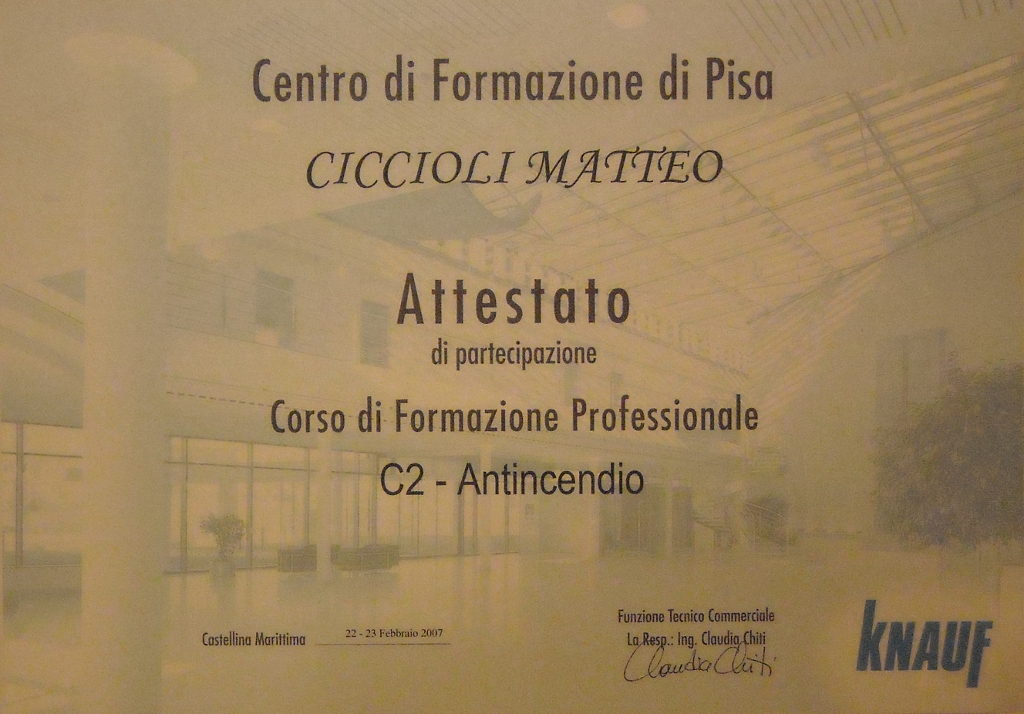 Centro di Formazione di Pisa
CICCIOLI MATTEO
Attestato
di partecipazione
Corso di Formazione Professionale
C2 - Antincendio
Castellina Marittima 22 - 23 Febbraio 2007
Funzione Tecnico Commerciale
La Resp.: Ing. Claudia Chiti
Claudia Chiti
KNAUF